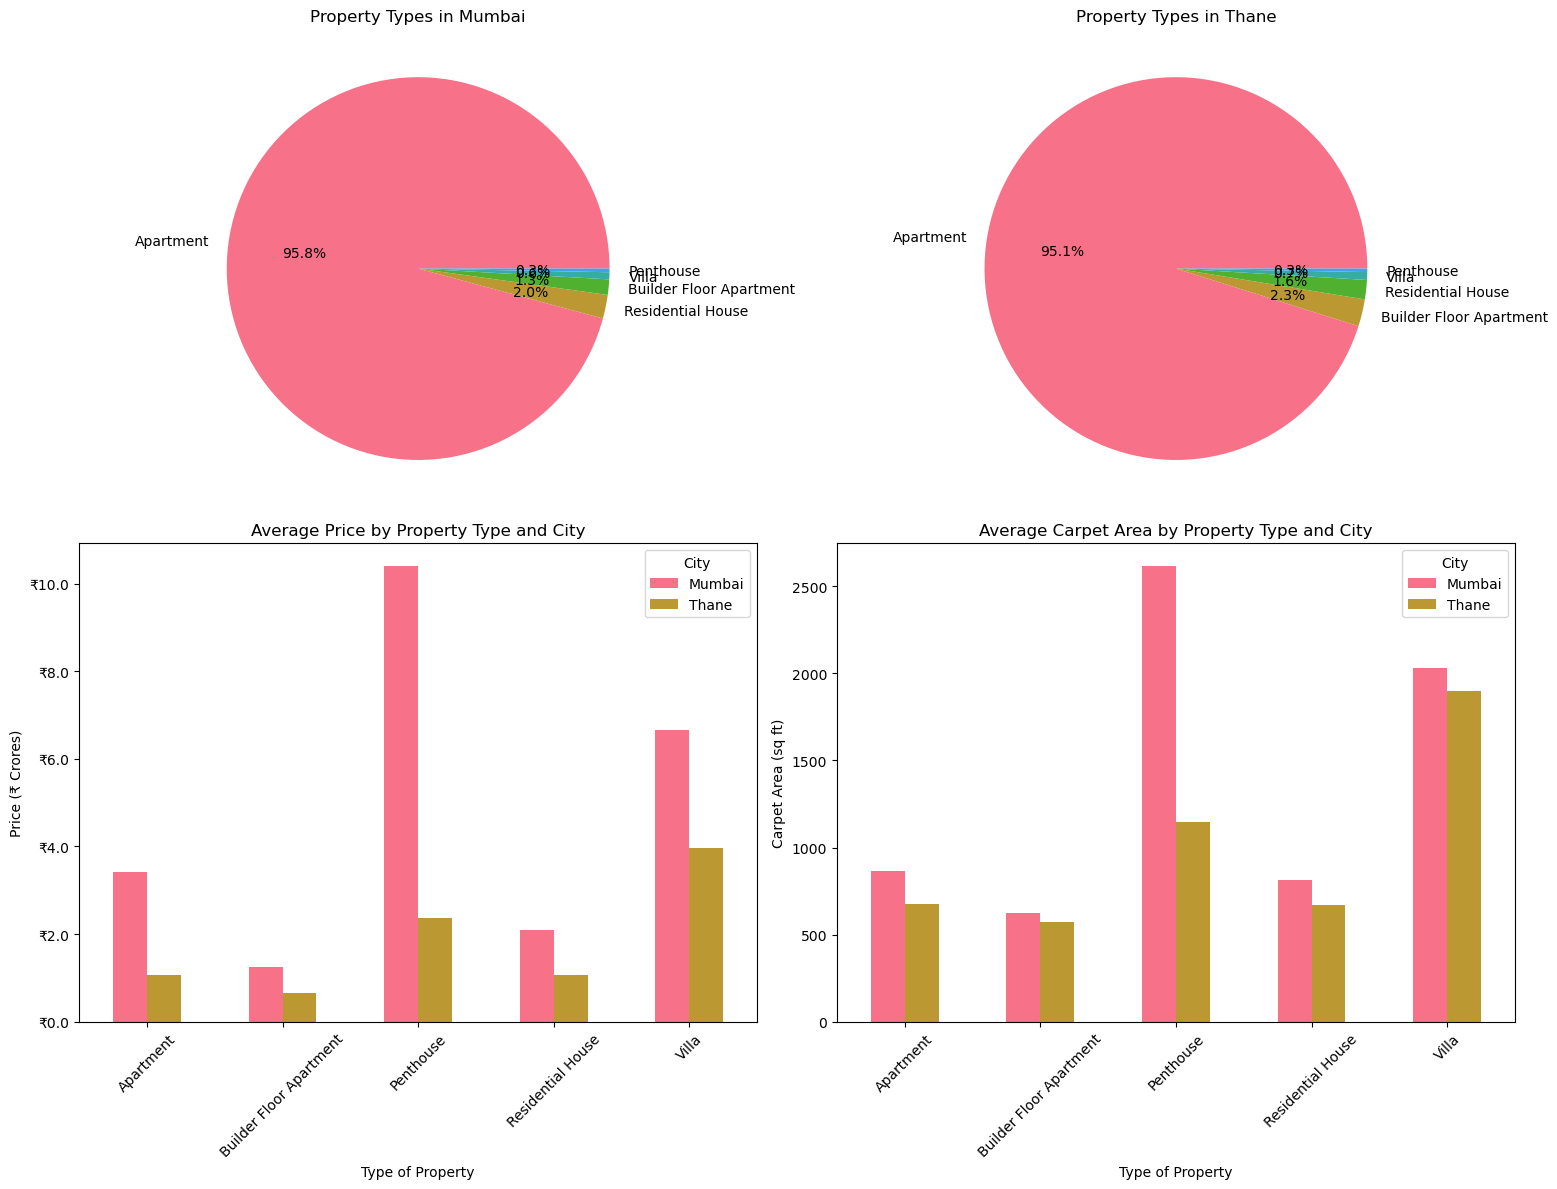 Property Types in Mumbai
Apartment
95.8%
1.3%
2.0%
Penthouse
Villa
Builder Floor Apartment
Residential House
Property Types in Thane
Apartment
95.1%
1.6%
2.3%
Penthouse
Villa
Residential House
Builder Floor Apartment
Average Price by Property Type and City
Price (₹ Crores)
₹10.0
₹8.0
₹6.0
₹4.0
₹2.0
₹0.0
City
Mumbai
Thane
Apartment
Builder Floor Apartment
Penthouse
Residential House
Villa
Type of Property
Average Carpet Area by Property Type and City
Carpet Area (sq ft)
2500
2000
1500
1000
500
0
City
Mumbai
Thane
Apartment
Builder Floor Apartment
Penthouse
Residential House
Villa
Type of Property